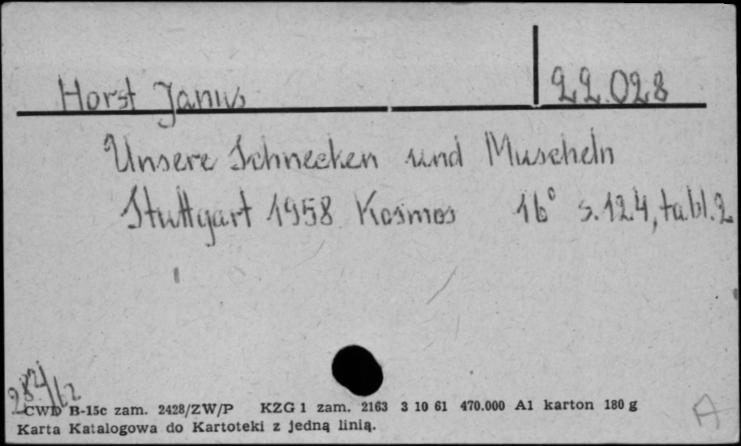 Horst Janus 22.028
Unsere Schnecken und Muscheln
Stuttgart 1958 Kosmos 16° s. 124, tabl. 2
282/62
CWD B-15c zam. 2428/ZW/P KZG 1 zam. 2163 3 10 61 470.000 A1 karton 180 g
Karta Katalogowa do Kartoteki z jedną linią.
A